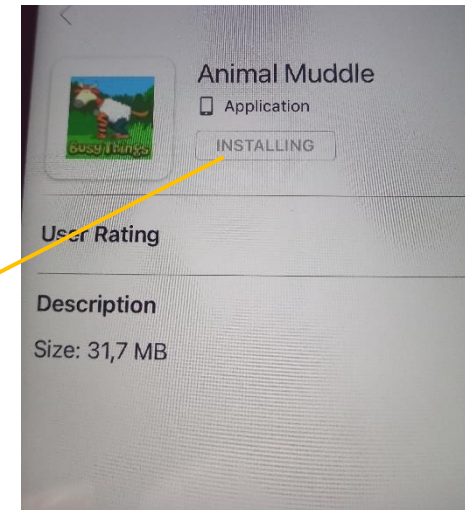 Animal Muddle
Application
Busy Things
INSTALLING
User Rating
Description
Size: 31,7 MB